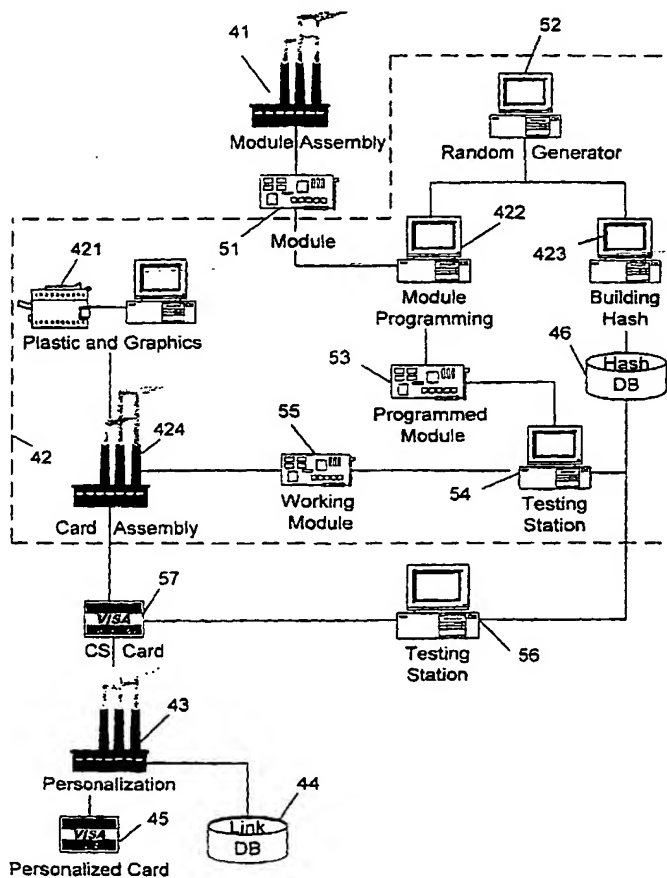 52
41
Module Assembly
Random Generator
51
Module
422
423
421
Module
Programming
Building
Hash
Plastic and Graphics
46
Hash
DB
53
Programmed
Module
424
55
42
Working
Module
54
Testing
Station
Card Assembly
57
VISA
CS Card
Testing
Station
56
43
Personalization
44
45
VISA
Link
DB
Personalized Card